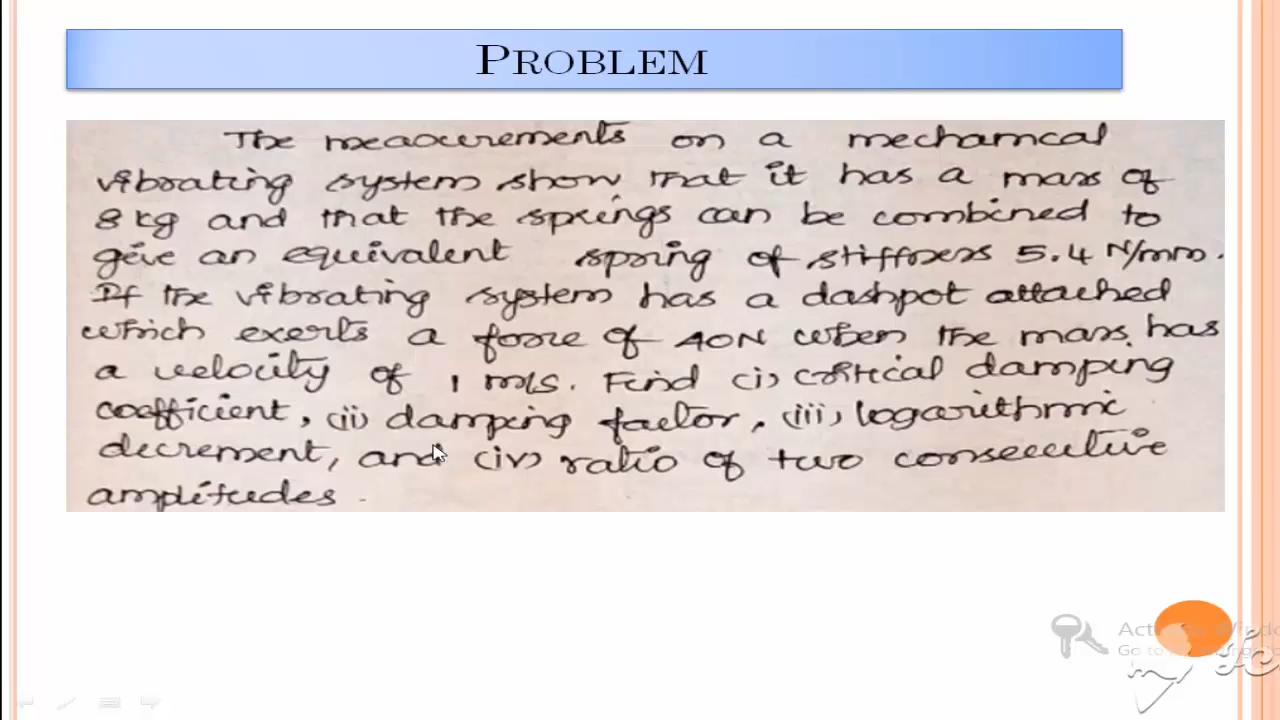 PROBLEM
The measurements on a mechanical
vibrating system show that it has a mass of
8 kg and that the springs can be combined to
give an equivalent spring of stiffness 5.4 N/mm.
If the vibrating system has a dashpot attached
which exerts a force of 40N when the mass has
a velocity of 1 m/s. Find (i) critical damping
coefficient, (ii) damping factor, (iii) logarithmic
decrement, and (iv) ratio of two consecutive
amplitudes.
Go to